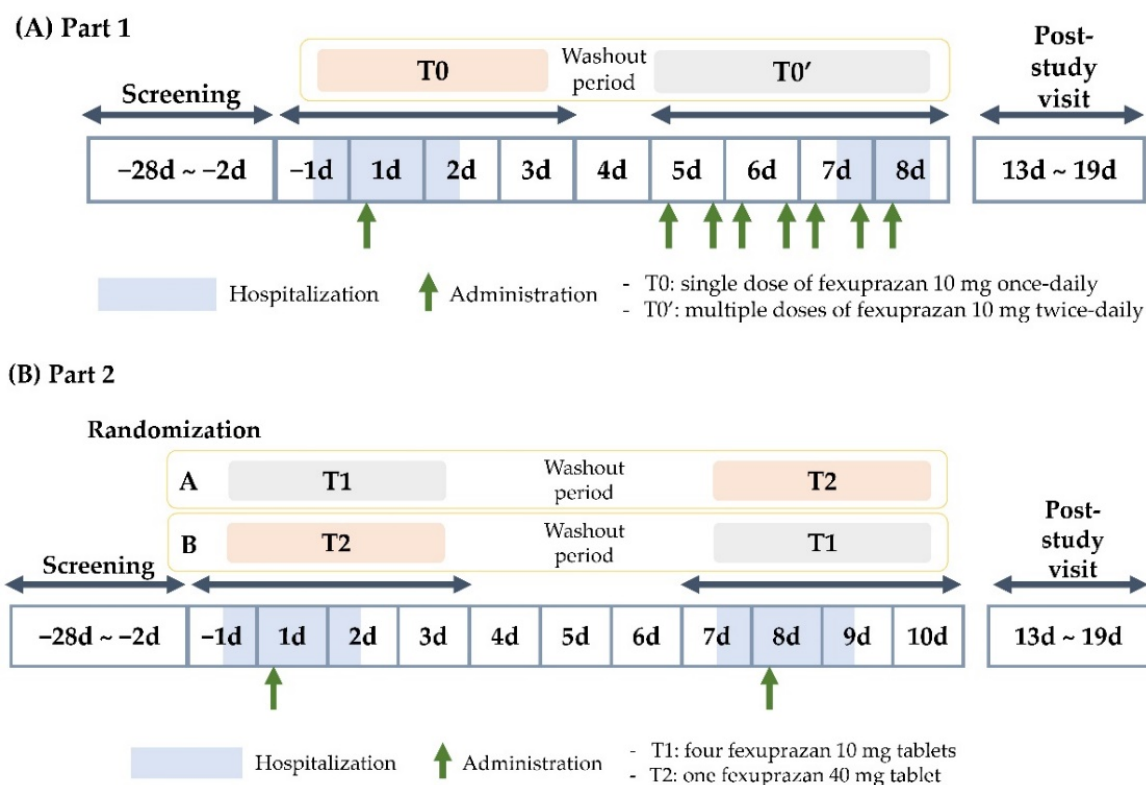 (A) Part 1
T0
Washout
period
T0′
Post-
study
visit
Screening
−28d ~ −2d
−1d
1d
2d
3d
4d
5d
6d
7d
8d
13d ~ 19d
Hospitalization
Administration
- T0: single dose of fexuprazan 10 mg once-daily
- T0′: multiple doses of fexuprazan 10 mg twice-daily
(B) Part 2
Randomization
A
T1
Washout
period
T2
B
T2
Washout
period
T1
Post-
study
visit
Screening
−28d ~ −2d
−1d
1d
2d
3d
4d
5d
6d
7d
8d
9d
10d
13d ~ 19d
Hospitalization
Administration
- T1: four fexuprazan 10 mg tablets
- T2: one fexuprazan 40 mg tablet